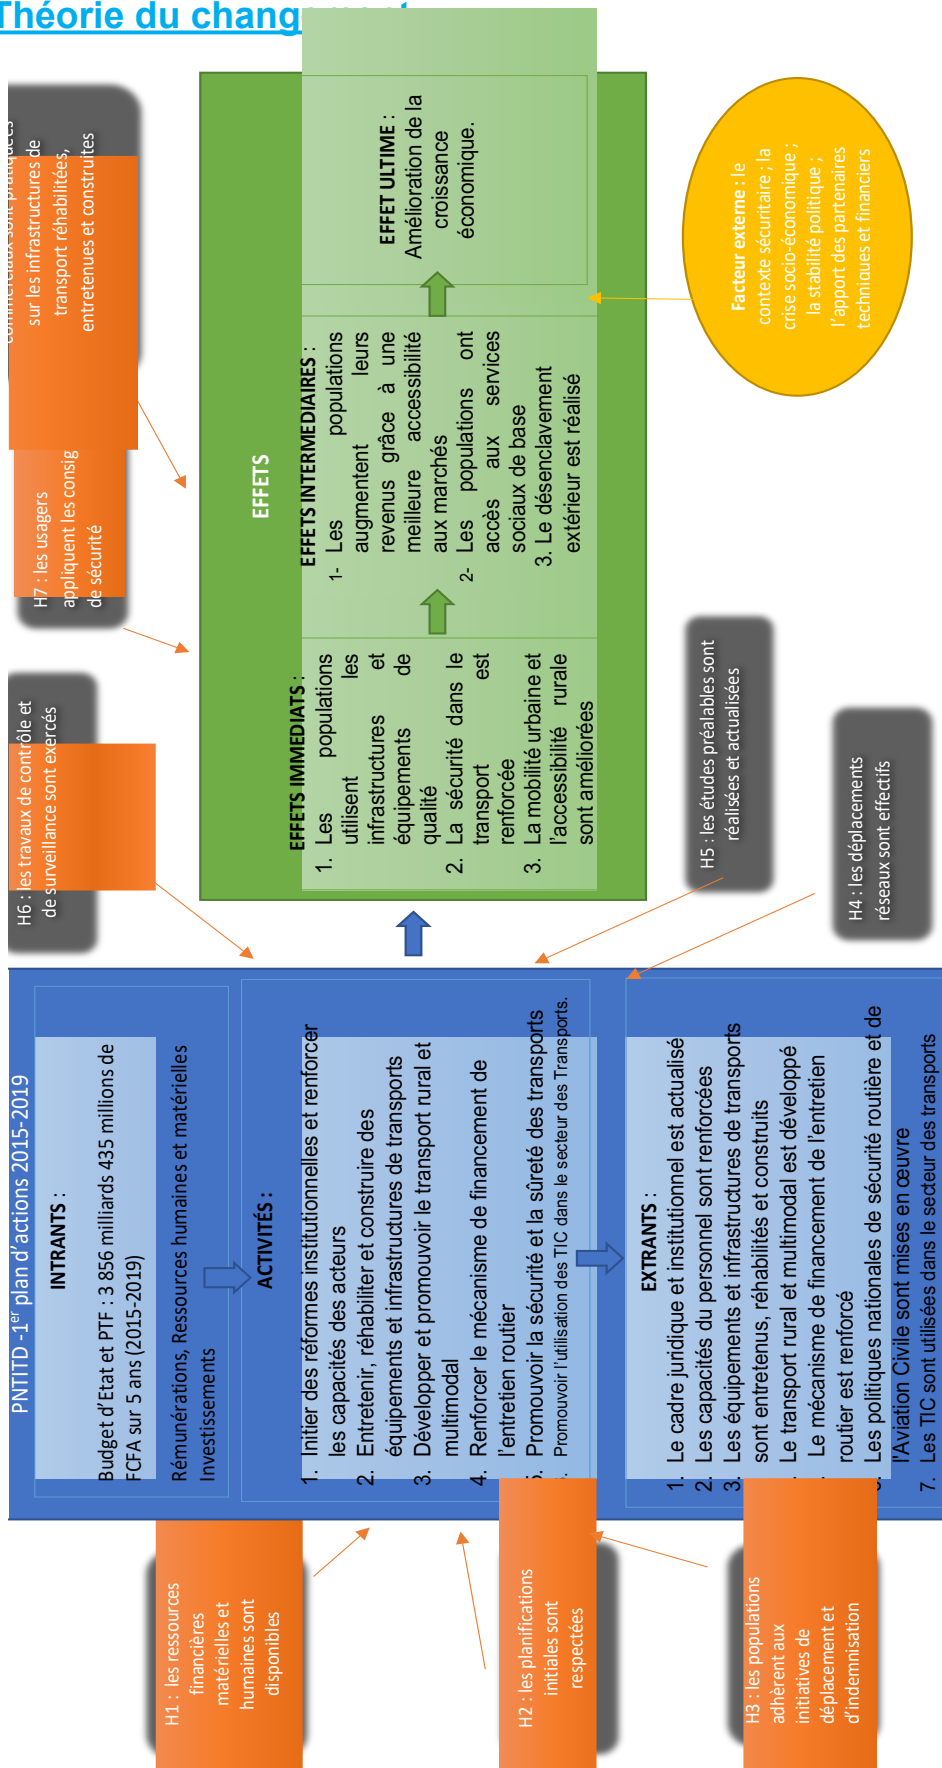 Théorie du chang
PNTITD -1er plan d'actions 2015-2019
INTRANTS :
Budget d'Etat et PTF : 3 856 milliards 435 millions de
FCFA sur 5 ans (2015-2019)
Rémunérations, Ressources humaines et matérielles
Investissements
ACTIVITÉS :
1. Initier des réformes institutionnelles et renforcer
les capacités des acteurs
2. Entretenir, réhabiliter et construire des
équipements et infrastructures de transports
3. Développer et promouvoir le transport rural et
multimodal
4. Renforcer le mécanisme de financement de
l'entretien routier
5. Promouvoir la sécurité et la sûreté des transports
Promouvoir l'utilisation des TIC dans le secteur des Transports.
EXTRANTS :
1. Le cadre juridique et institutionnel est actualisé
2. Les capacités du personnel sont renforcées
3. Les équipements et infrastructures de transports
sont entretenus, réhabilités et construits
Le transport rural et multimodal est développé
Le mécanisme de financement de l'entretien
routier est renforcé
Les politiques nationales de sécurité routière et de
l'Aviation Civile sont mises en œuvre
7. Les TIC sont utilisées dans le secteur des transports
EFFETS
EFFETS IMMEDIATS :
1. Les populations
utilisent les
infrastructures et
équipements de
qualité
2. La sécurité dans le
transport est
renforcée
3. La mobilité urbaine et
l'accessibilité rurale
sont améliorées
EFFETS INTERMEDIAIRES :
1- Les populations
augmentent leurs
revenus grâce à une
meilleure accessibilité
aux marchés
2- Les populations ont
accès aux services
sociaux de base
3. Le désenclavement
extérieur est réalisé
EFFET ULTIME :
Amélioration de la
croissance
économique.
H1 : les ressources
financières
matérielles et
humaines sont
disponibles
H2 : les planifications
initiales sont
respectées
H3 : les populations
adhèrent aux
initiatives de
déplacement et
d'indemnisation
H4 : les déplacements
réseaux sont effectifs
H5 : les études préalables sont
réalisées et actualisées
H6 : les travaux de contrôle et
de surveillance sont exercés
H7 : les usagers
appliquent les consig
de sécurité
commerciaux sont pratiquées
sur les infrastructures de
transport réhabilitées,
entretenues et construites
Facteur externe : le
contexte sécuritaire ; la
crise socio-économique ;
la stabilité politique ;
l'apport des partenaires
techniques et financiers